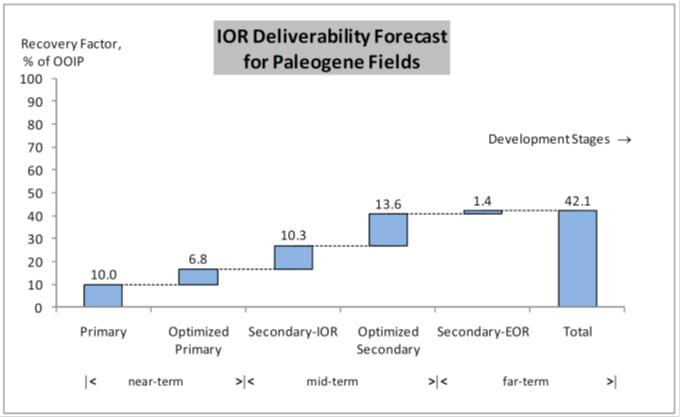 IOR Deliverability Forecast
for Paleogene Fields
Recovery Factor,
% of OOIP
100
90
80
70
60
50
40
30
20
10
0
Development Stages →
10.0
6.8
10.3
13.6
1.4
42.1
Primary
Optimized
Primary
Secondary-IOR
Optimized
Secondary
Secondary-EOR
Total
|< near-term >|< mid-term >|< far-term >|